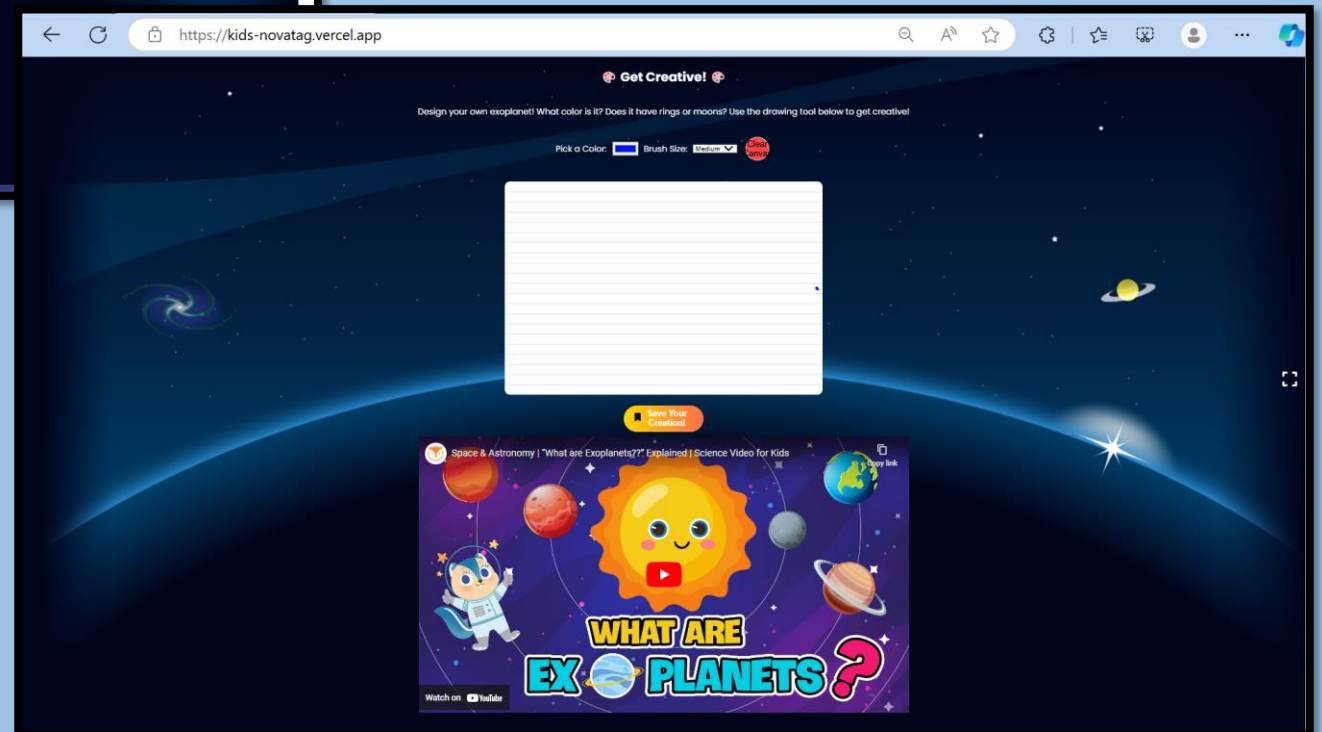 https://kids-novatag.vercel.app
Get Creative!
Design your own exoplanet! What color is it? Does it have rings or moons? Use the drawing tool below to get creative!
Pick a Color: Brush Size: Medium Clear
Canvas
Save Your
Creation!
Space & Astronomy | "What are Exoplanets??" Explained | Science Video for Kids
Copy link
WHAT ARE
EX PLANETS?
Watch on YouTube